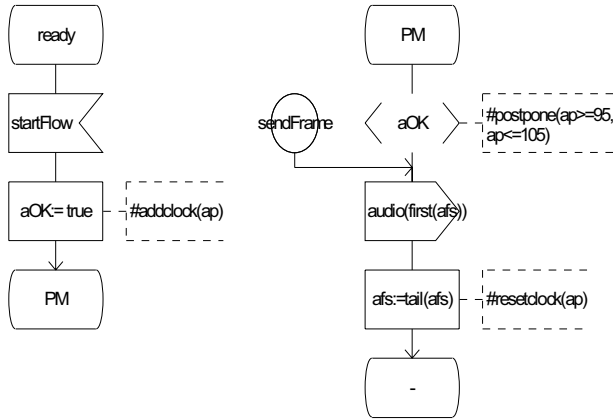 ready
startFlow
aOK:= true
#addclock(ap)
PM
PM
sendFrame
aOK
#postpone(ap>=95,
ap<=105)
audio(first(afs))
afs:=tail(afs)
#resetclock(ap)
-